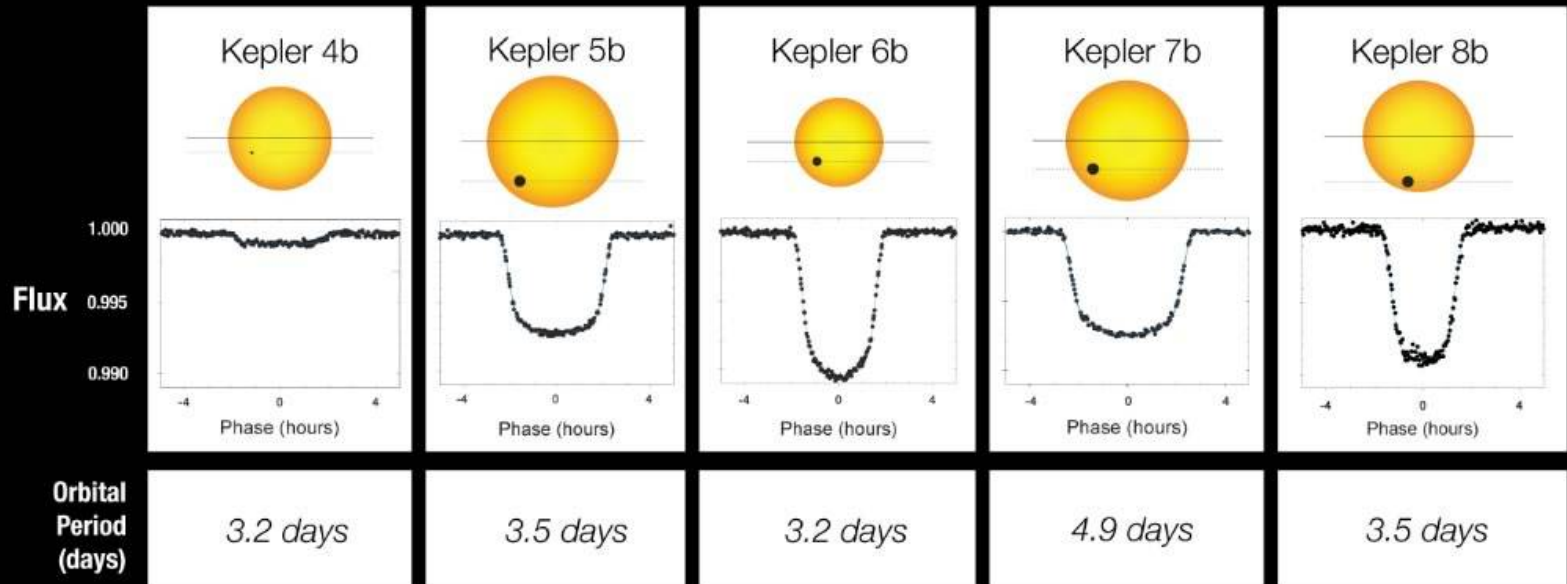 Kepler 4b
Kepler 5b
Kepler 6b
Kepler 7b
Kepler 8b
Flux
1.000
0.995
0.990
-4 0 4
Phase (hours)
-4 0 4
Phase (hours)
-4 0 4
Phase (hours)
-4 0 4
Phase (hours)
-4 0 4
Phase (hours)
Orbital
Period
(days)
3.2 days
3.5 days
3.2 days
4.9 days
3.5 days